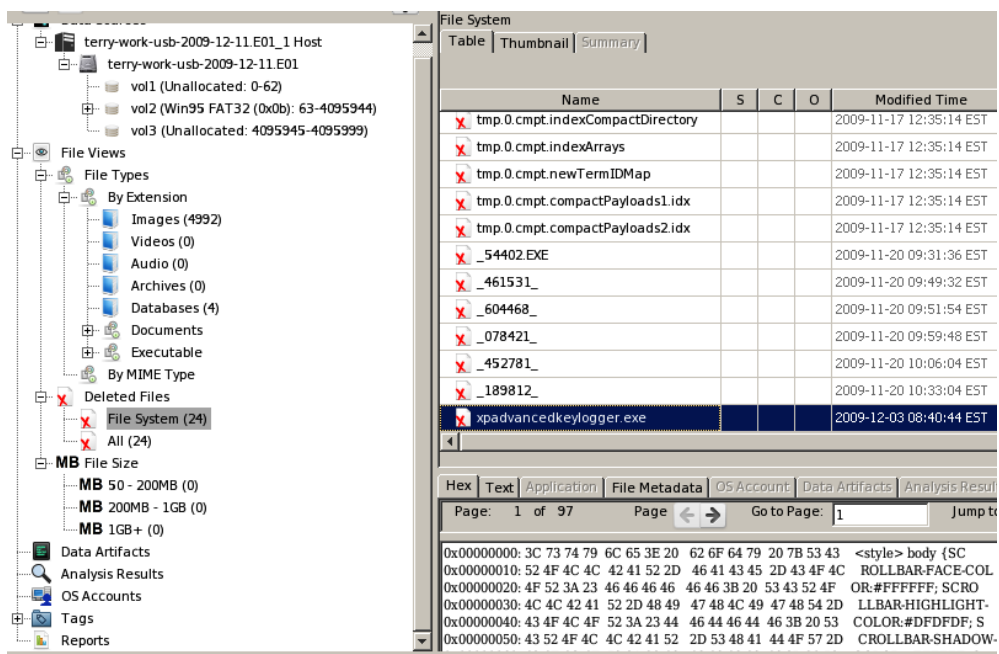 terry-work-usb-2009-12-11.E01_1 Host
terry-work-usb-2009-12-11.E01
vol1 (Unallocated: 0-62)
vol2 (Win95 FAT32 (0x0b): 63-4095944)
vol3 (Unallocated: 4095945-4095999)
File Views
File Types
By Extension
Images (4992)
Videos (0)
Audio (0)
Archives (0)
Databases (4)
Documents
Executable
By MIME Type
Deleted Files
File System (24)
All (24)
MB File Size
MB 50 - 200MB (0)
MB 200MB - 1GB (0)
MB 1GB+ (0)
Data Artifacts
Analysis Results
OS Accounts
Tags
Reports
File System
Table Thumbnail Summary
Name S C O Modified Time
tmp.0.cmpt.indexCompactDirectory 2009-11-17 12:35:14 EST
tmp.0.cmpt.indexArrays 2009-11-17 12:35:14 EST
tmp.0.cmpt.newTermIDMap 2009-11-17 12:35:14 EST
tmp.0.cmpt.compactPayloads1.idx 2009-11-17 12:35:14 EST
tmp.0.cmpt.compactPayloads2.idx 2009-11-17 12:35:14 EST
_54402.EXE 2009-11-20 09:31:36 EST
_461531_ 2009-11-20 09:49:32 EST
_604468_ 2009-11-20 09:51:54 EST
_078421_ 2009-11-20 09:59:48 EST
_452781_ 2009-11-20 10:06:04 EST
_189812_ 2009-11-20 10:33:04 EST
xpadvancedkeylogger.exe 2009-12-03 08:40:44 EST
Hex Text Application File Metadata OS Account Data Artifacts Analysis Resul
Page: 1 of 97 Page Go to Page: 1 Jump to
0x00000000: 3C 73 74 79 6C 65 3E 20 62 6F 64 79 20 7B 53 43 <style> body {SC
0x00000010: 52 4F 4C 4C 42 41 52 2D 46 41 43 45 2D 43 4F 4C ROLLBAR-FACE-COL
0x00000020: 4F 52 3A 23 46 46 46 46 46 46 3B 20 53 43 52 4F OR:#FFFFFF; SCRO
0x00000030: 4C 4C 42 41 52 2D 48 49 47 48 4C 49 47 48 54 2D LLBAR-HIGHLIGHT-
0x00000040: 43 4F 4C 4F 52 3A 23 44 46 44 46 44 46 3B 20 53 COLOR:#DFDFDF; S
0x00000050: 43 52 4F 4C 4C 42 41 52 2D 53 48 41 44 4F 57 2D CROLLBAR-SHADOW-